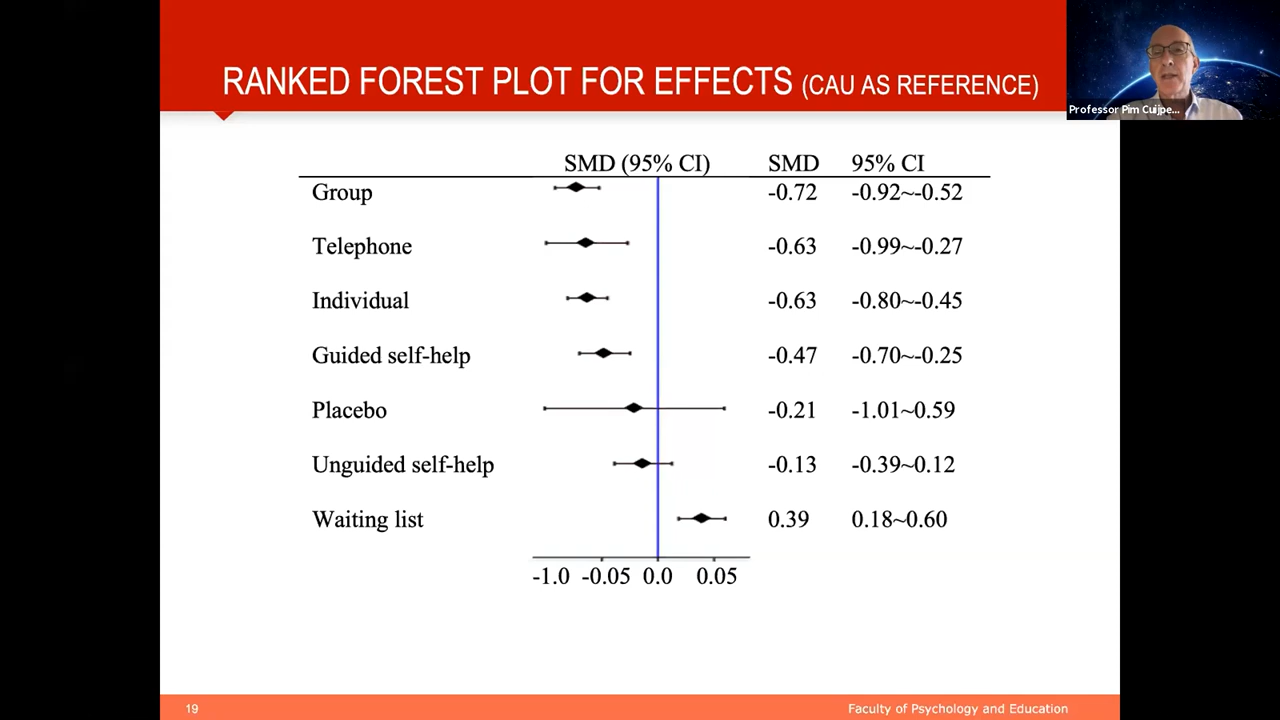 RANKED FOREST PLOT FOR EFFECTS (CAU AS REFERENCE)
Professor Pim Cuijpe...
SMD (95% CI) SMD 95% CI
Group -0.72 -0.92~-0.52
Telephone -0.63 -0.99~-0.27
Individual -0.63 -0.80~-0.45
Guided self-help -0.47 -0.70~-0.25
Placebo -0.21 -1.01~0.59
Unguided self-help -0.13 -0.39~0.12
Waiting list 0.39 0.18~0.60
-1.0 -0.05 0.0 0.05
19 Faculty of Psychology and Education